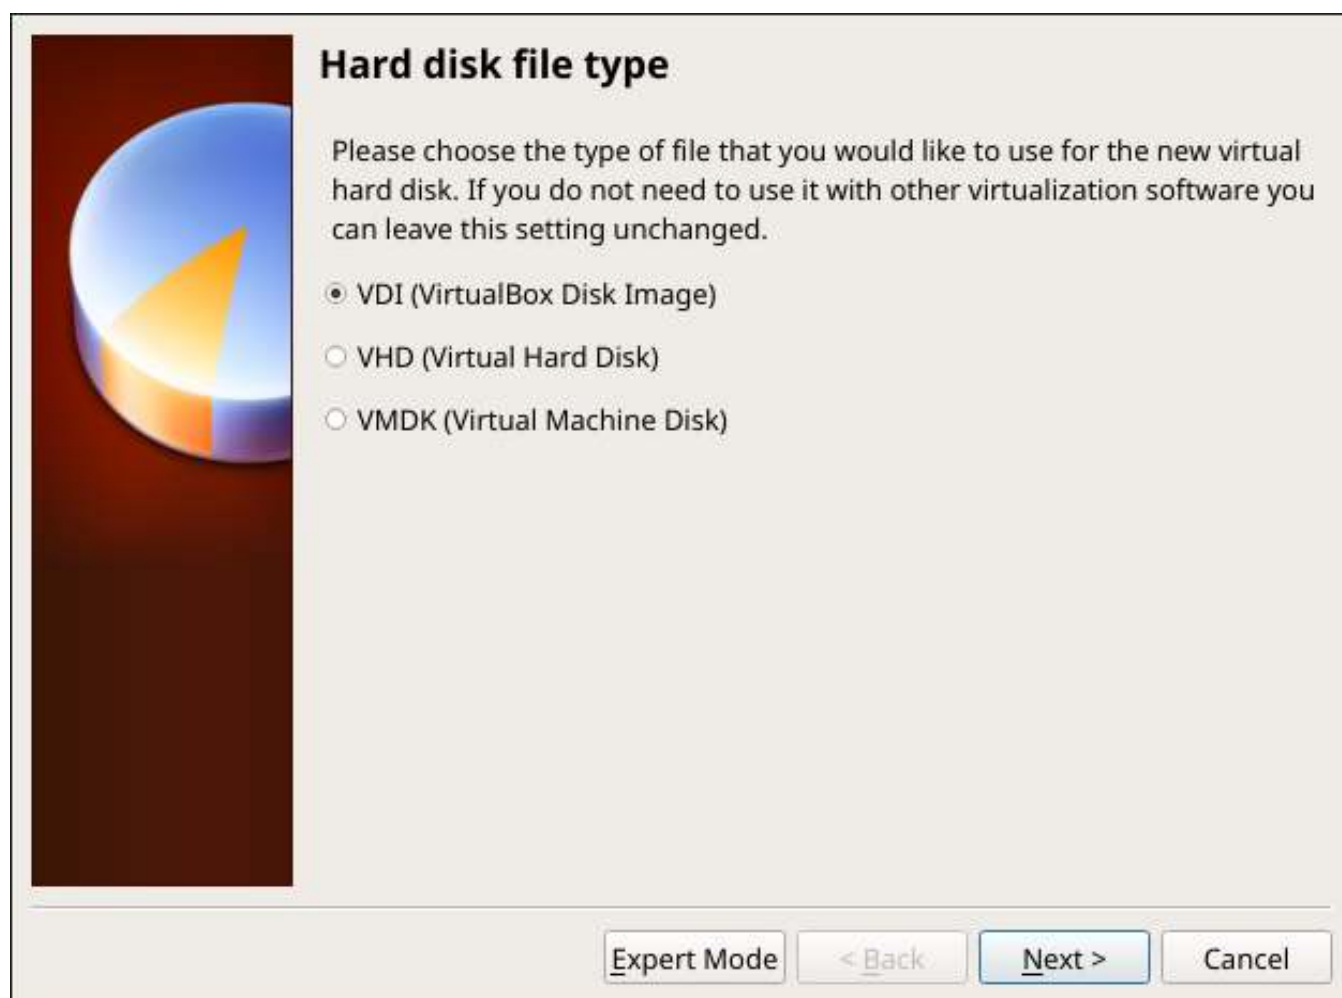 Hard disk file type
Please choose the type of file that you would like to use for the new virtual
hard disk. If you do not need to use it with other virtualization software you
can leave this setting unchanged.
VDI (VirtualBox Disk Image)
VHD (Virtual Hard Disk)
VMDK (Virtual Machine Disk)
Expert Mode < Back Next > Cancel